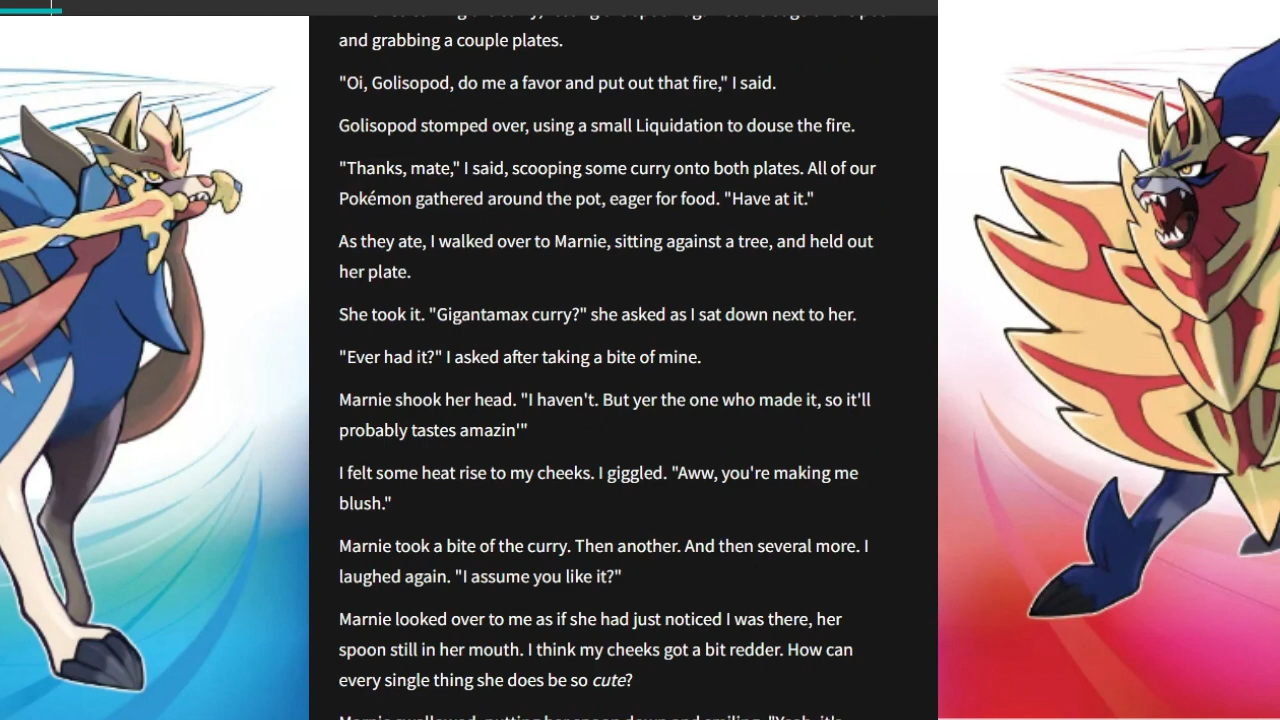 and grabbing a couple plates.
"Oi, Golisopod, do me a favor and put out that fire," I said.
Golisopod stomped over, using a small Liquidation to douse the fire.
"Thanks, mate," I said, scooping some curry onto both plates. All of our
Pokémon gathered around the pot, eager for food. "Have at it."
As they ate, I walked over to Marnie, sitting against a tree, and held out
her plate.
She took it. "Gigantamax curry?" she asked as I sat down next to her.
"Ever had it?" I asked after taking a bite of mine.
Marnie shook her head. "I haven't. But yer the one who made it, so it'll
probably tastes amazin'"
I felt some heat rise to my cheeks. I giggled. "Aww, you're making me
blush."
Marnie took a bite of the curry. Then another. And then several more. I
laughed again. "I assume you like it?"
Marnie looked over to me as if she had just noticed I was there, her
spoon still in her mouth. I think my cheeks got a bit redder. How can
every single thing she does be so cute?